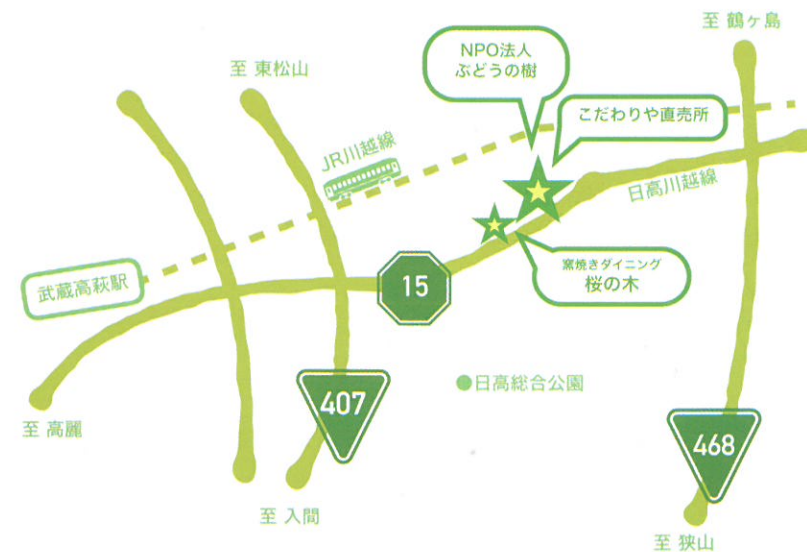 至 鶴ヶ島
NPO法人
ぶどうの樹
至 東松山
こだわりや直売所
JR川越線
日高川越線
武蔵高萩駅
窯焼きダイニング
桜の木
15
日高総合公園
407
至 高麗
468
至 入間
至 狭山